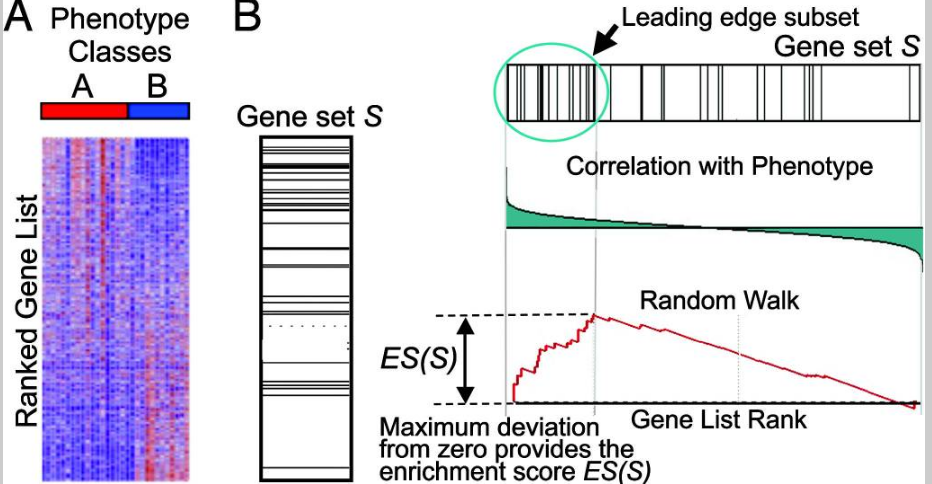 A
Phenotype
Classes
A B
Ranked Gene List
B
Gene set S
Leading edge subset
Gene set S
Correlation with Phenotype
Random Walk
ES(S)
Gene List Rank
Maximum deviation
from zero provides the
enrichment score ES(S)